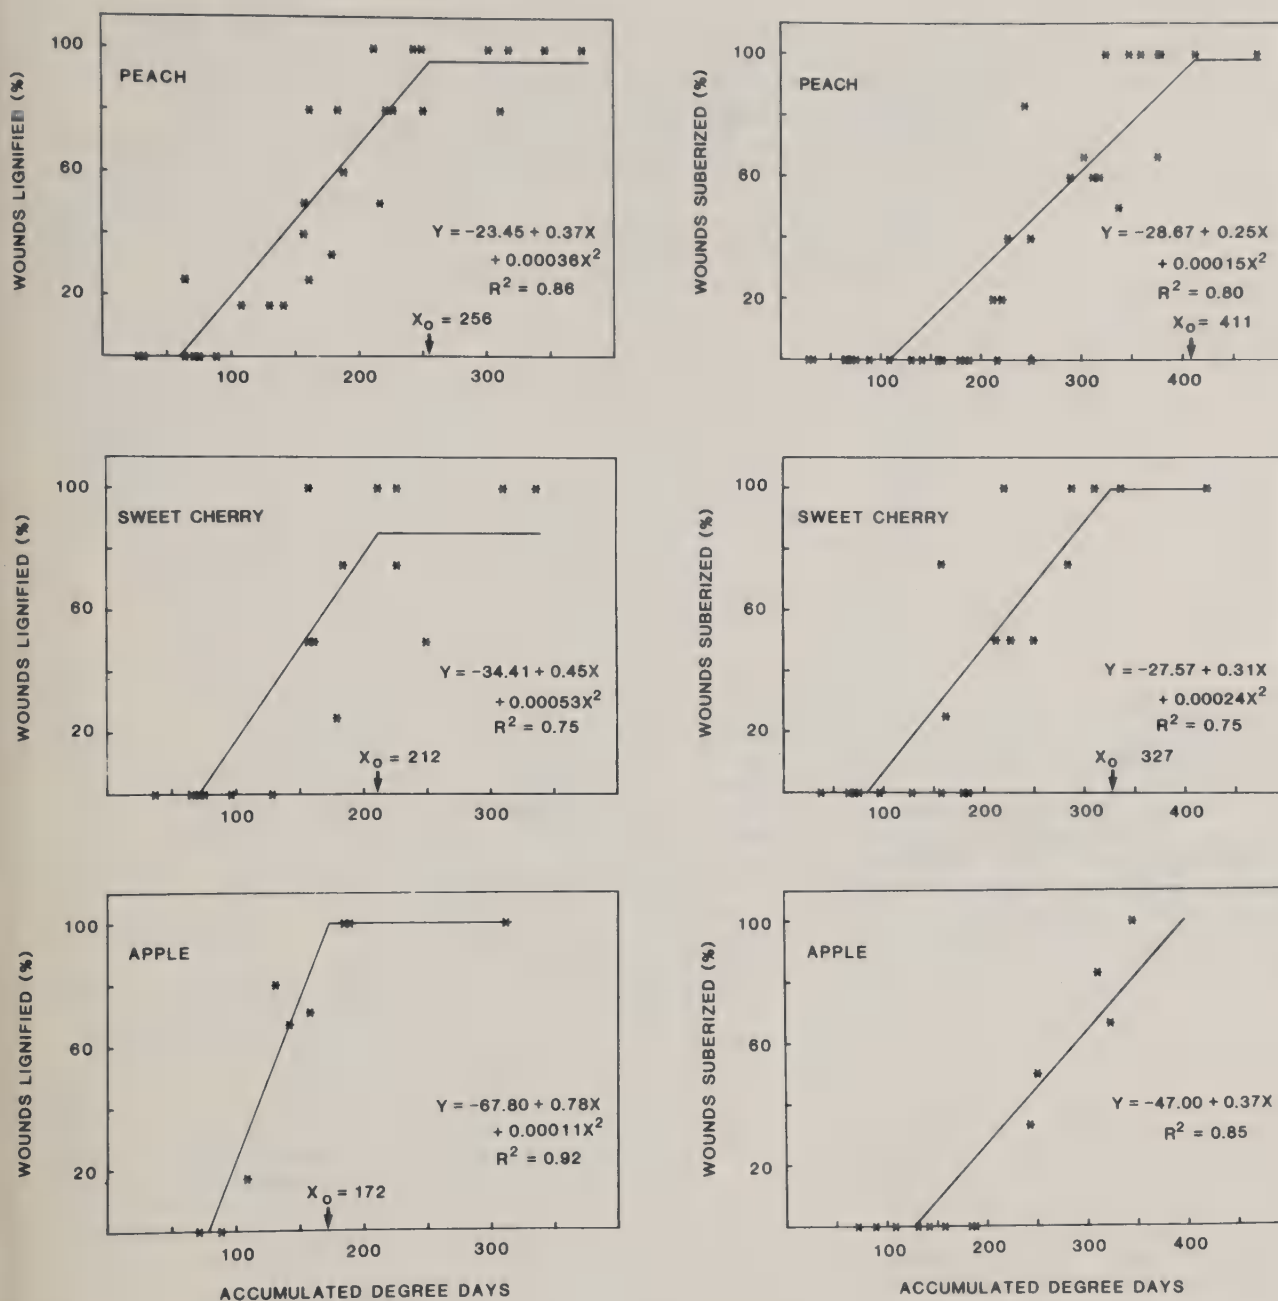 WOUNDS LIGNIFIED (%)
100
60
20
PEACH
Y = -23.45 + 0.37X
+ 0.00036X²
R² = 0.86
X₀ = 256
100 200 300
WOUNDS SUBERIZED (%)
100
60
20
PEACH
Y = -28.67 + 0.25X
+ 0.00015X²
R² = 0.80
X₀ = 411
100 200 300 400
WOUNDS LIGNIFIED (%)
100
60
20
SWEET CHERRY
Y = -34.41 + 0.45X
+ 0.00053X²
R² = 0.75
X₀ = 212
100 200 300
WOUNDS SUBERIZED (%)
100
60
20
SWEET CHERRY
Y = -27.57 + 0.31X
+ 0.00024X²
R² = 0.75
X₀ 327
100 200 300 400
WOUNDS LIGNIFIED (%)
100
60
20
APPLE
Y = -67.80 + 0.78X
+ 0.00011X²
R² = 0.92
X₀ = 172
100 200 300
ACCUMULATED DEGREE DAYS
WOUNDS SUBERIZED (%)
100
60
20
APPLE
Y = -47.00 + 0.37X
R² = 0.85
100 200 300 400
ACCUMULATED DEGREE DAYS